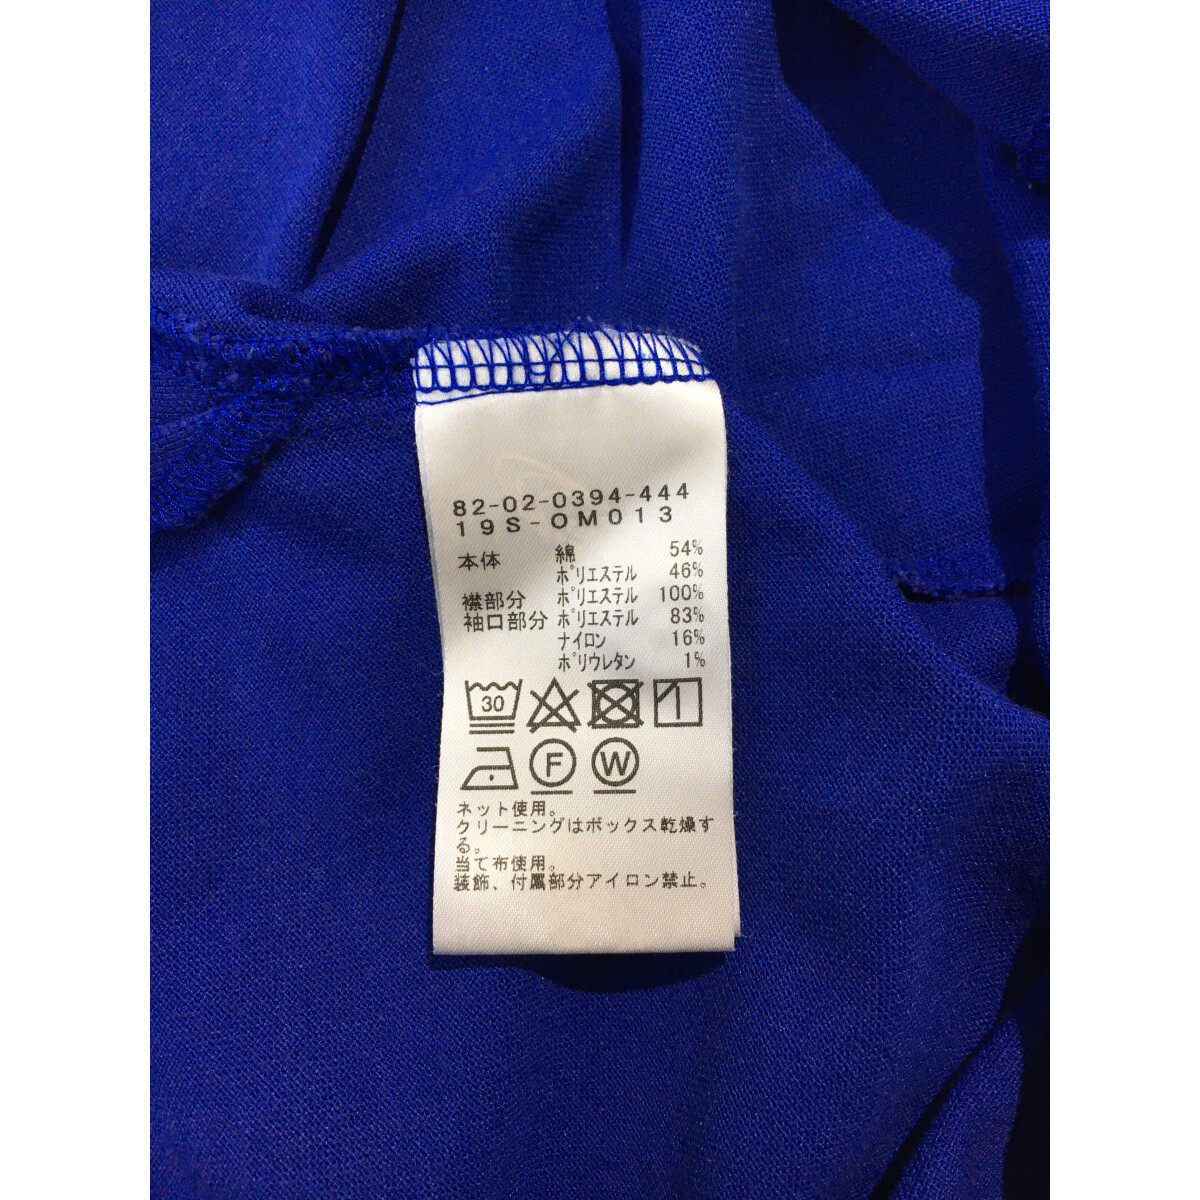 82-02-0394-444
19S-OM013
本体 綿 54%
ポリエステル 46%
襟部分 ポリエステル 100%
袖口部分 ポリエステル 83%
ナイロン 16%
ポリウレタン 1%
30
F W
ネット使用。
クリーニングはボックス乾燥す
る。
当て布使用。
装飾、付属部分アイロン禁止。